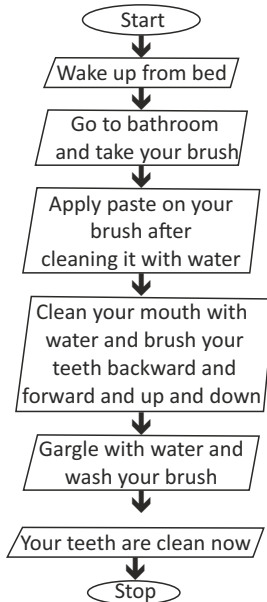 Start
Wake up from bed
Go to bathroom
and take your brush
Apply paste on your
brush after
cleaning it with water
Clean your mouth with
water and brush your
teeth backward and
forward and up and down
Gargle with water and
wash your brush
Your teeth are clean now
Stop